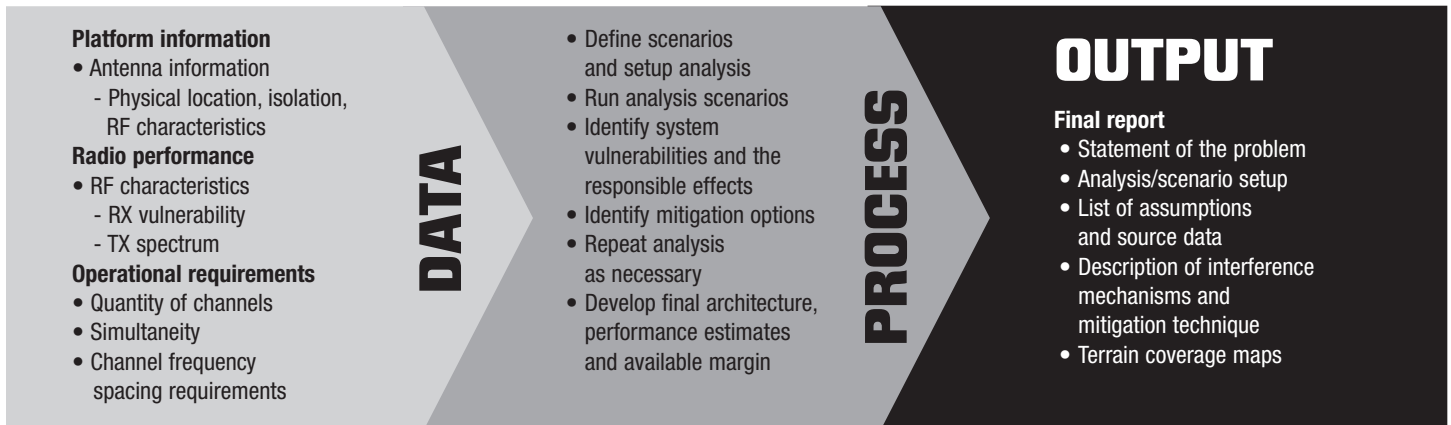 Platform information
• Antenna information
- Physical location, isolation,
RF characteristics
Radio performance
• RF characteristics
- RX vulnerability
- TX spectrum
Operational requirements
• Quantity of channels
• Simultaneity
• Channel frequency
spacing requirements
DATA
• Define scenarios
and setup analysis
• Run analysis scenarios
• Identify system
vulnerabilities and the
responsible effects
• Identify mitigation options
• Repeat analysis
as necessary
• Develop final architecture,
performance estimates
and available margin
PROCESS
OUTPUT
Final report
• Statement of the problem
• Analysis/scenario setup
• List of assumptions
and source data
• Description of interference
mechanisms and
mitigation technique
• Terrain coverage maps